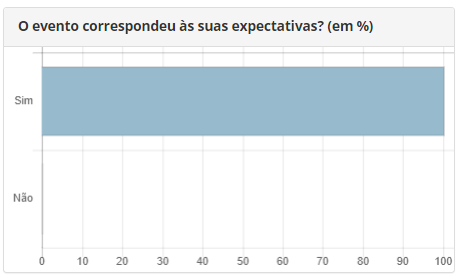 O evento correspondeu às suas expectativas? (em %)
Sim
Não
0 10 20 30 40 50 60 70 80 90 100